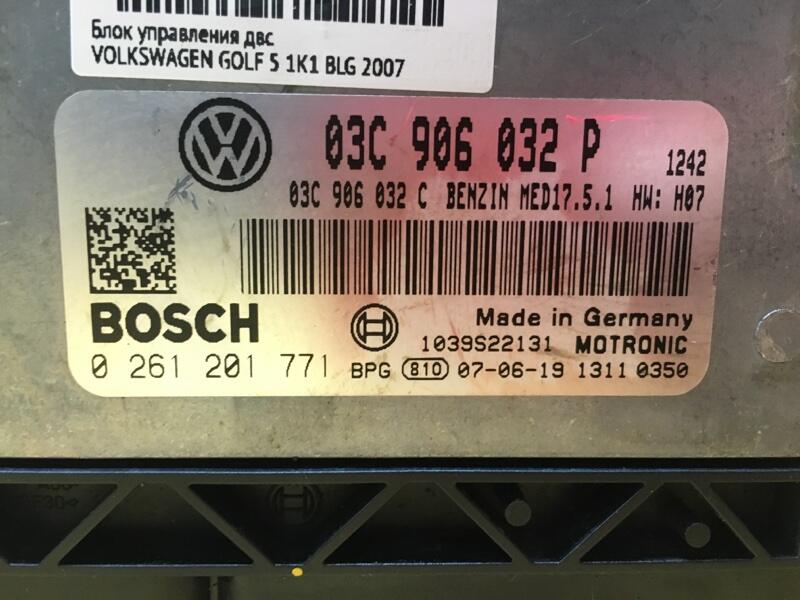 Блок управления двс
VOLKSWAGEN GOLF 5 1K1 BLG 2007
03C 906 032 P 1242
03C 906 032 C BENZIN MED17.5.1 HW: H07
BOSCH Made in Germany
1039S22131 MOTRONIC
0 261 201 771 BPG 810 07-06-19 1311 0350